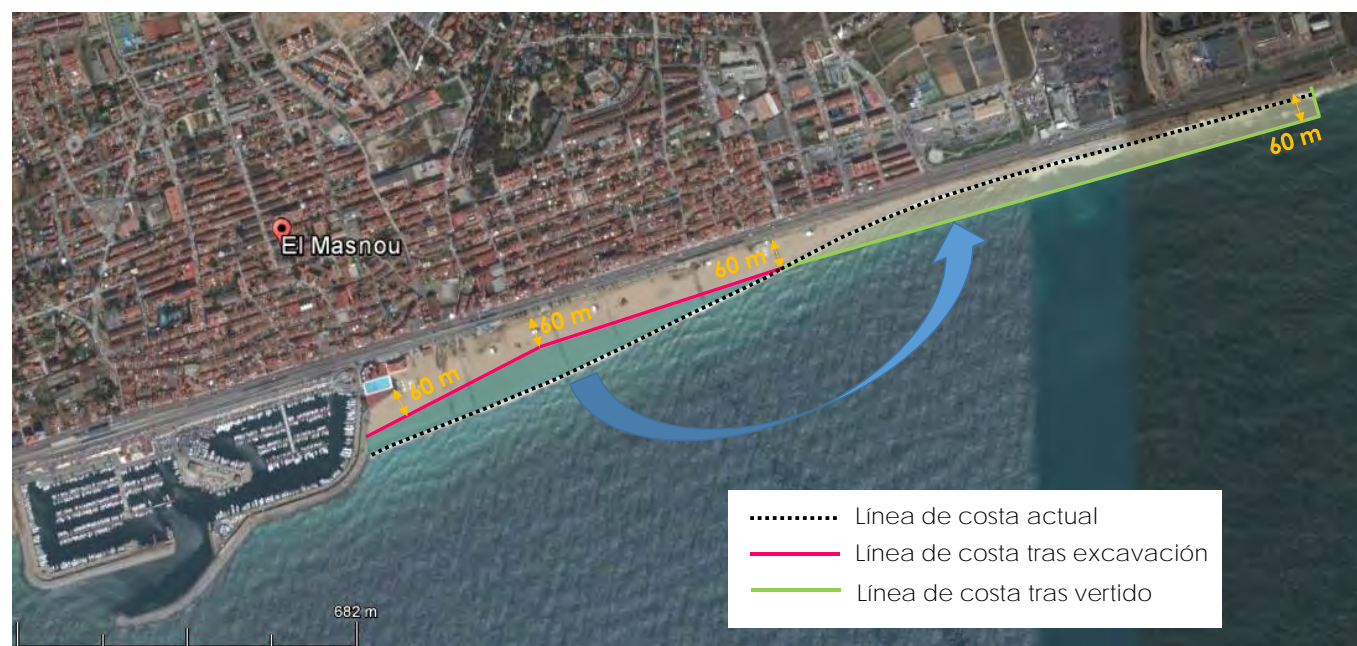 60 m
El Masnou
60 m
60 m
60 m
Línea de costa actual
Línea de costa tras excavación
Línea de costa tras vertido
682 m